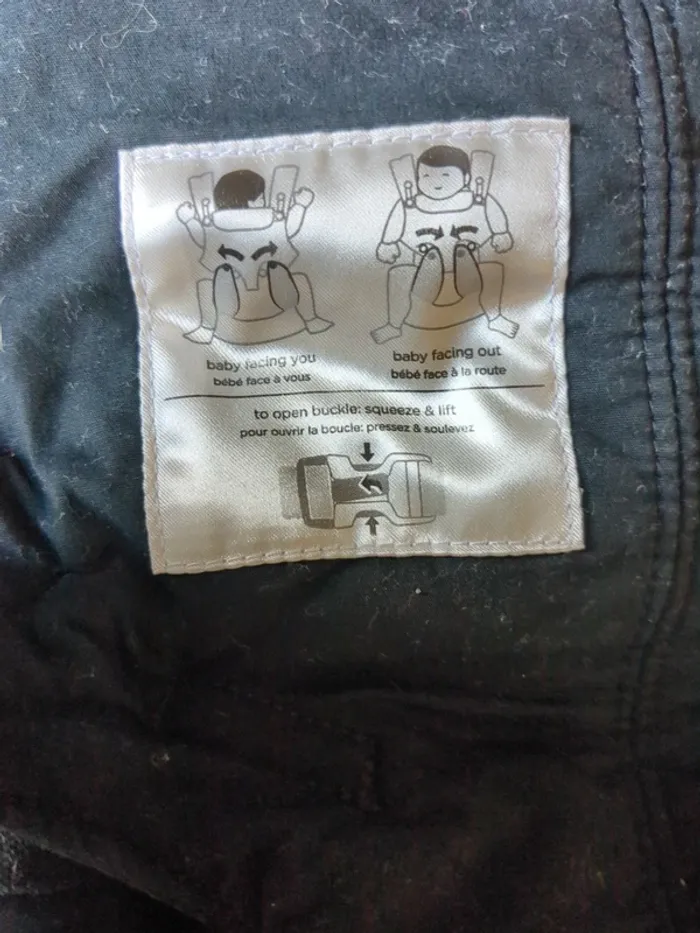 baby facing you
bébé face à vous
baby facing out
bébé face à la route
to open buckle: squeeze & lift
pour ouvrir la boucle: pressez & soulevez